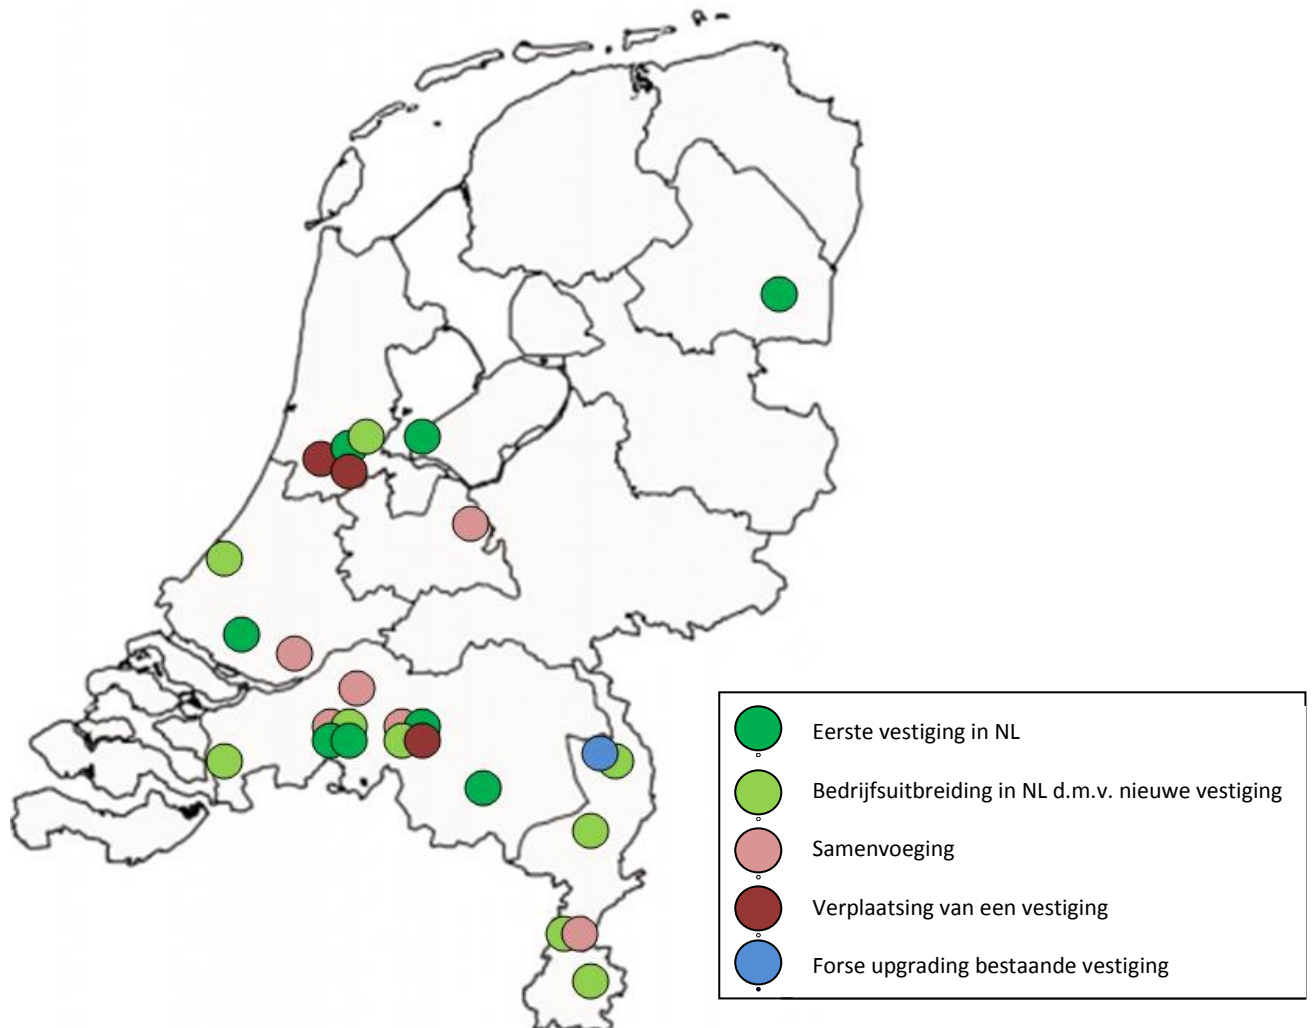 Eerste vestiging in NL
Bedrijfsuitbreiding in NL d.m.v. nieuwe vestiging
Samenvoeging
Verplaatsing van een vestiging
Forse upgrading bestaande vestiging